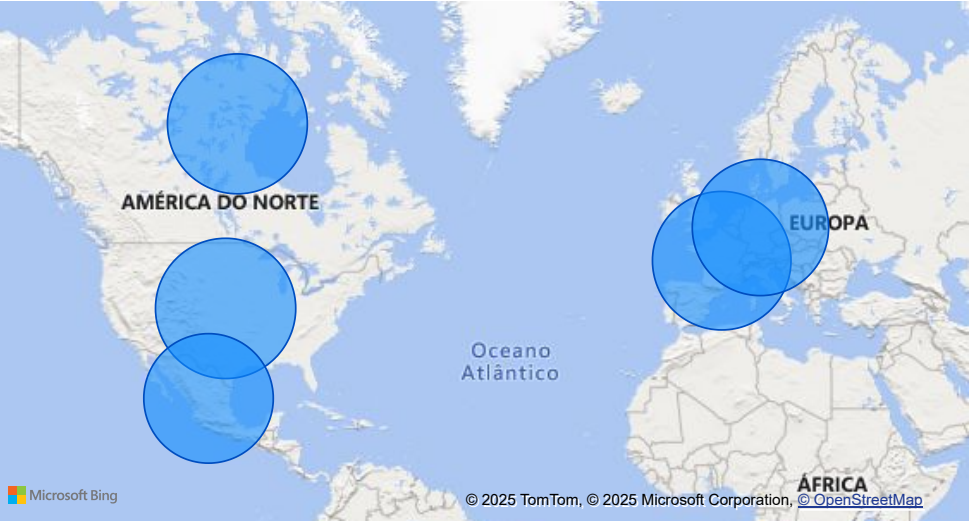 AMÉRICA DO NORTE
EUROPA
Oceano
Atlântico
ÁFRICA
Microsoft Bing
© 2025 TomTom, © 2025 Microsoft Corporation, © OpenStreetMap